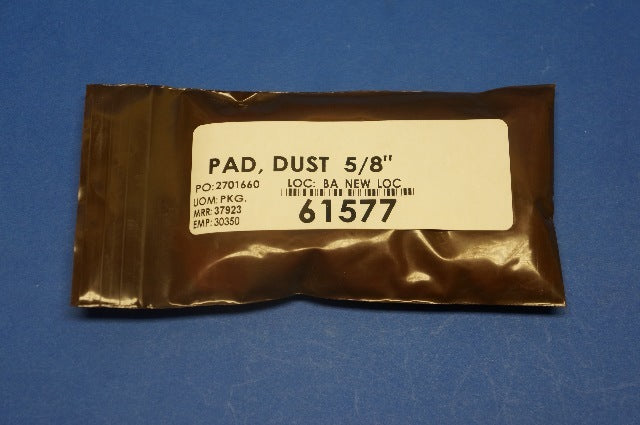 PAD, DUST 5/8"
PO:2701660
LOC: BA NEW LOC
UOM: PKG.
MRR: 37923
61577
EMP: 30350